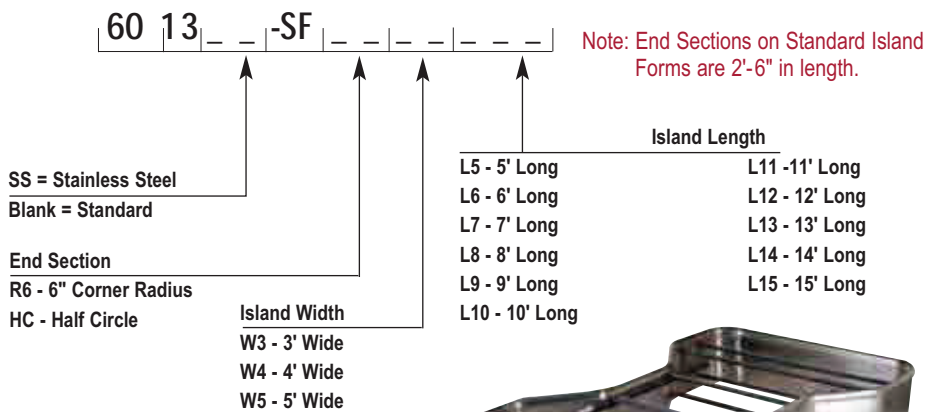 60 13_ _ -SF _ _ _ _ _ _ _
Note: End Sections on Standard Island
Forms are 2'-6" in length.
SS = Stainless Steel
Blank = Standard
End Section
R6 - 6" Corner Radius
HC - Half Circle
Island Width
W3 - 3' Wide
W4 - 4' Wide
W5 - 5' Wide
Island Length
L5 - 5' Long
L6 - 6' Long
L7 - 7' Long
L8 - 8' Long
L9 - 9' Long
L10 - 10' Long
L11 -11' Long
L12 - 12' Long
L13 - 13' Long
L14 - 14' Long
L15 - 15' Long